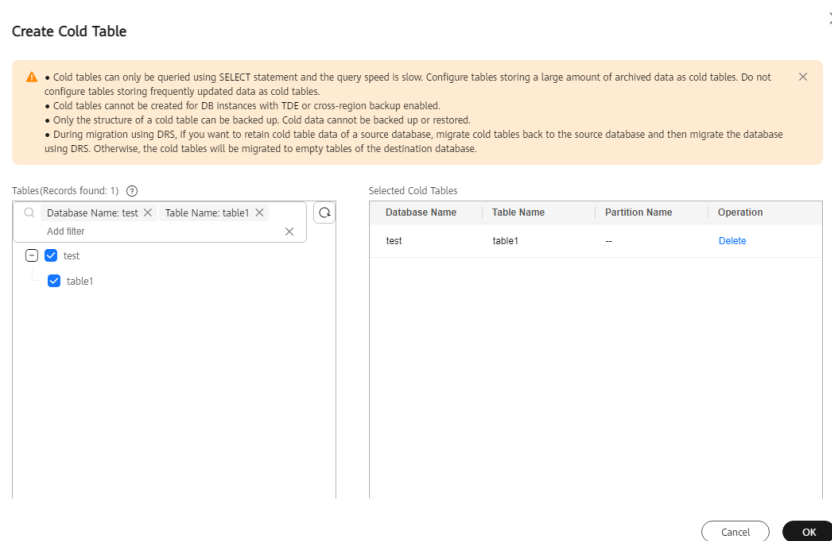 Create Cold Table
● Cold tables can only be queried using SELECT statement and the query speed is slow. Configure tables storing a large amount of archived data as cold tables. Do not
configure tables storing frequently updated data as cold tables.
● Cold tables cannot be created for DB instances with TDE or cross-region backup enabled.
● Only the structure of a cold table can be backed up. Cold data cannot be backed up or restored.
● During migration using DRS, if you want to retain cold table data of a source database, migrate cold tables back to the source database and then migrate the database
using DRS. Otherwise, the cold tables will be migrated to empty tables of the destination database.
Tables(Records found: 1)
Database Name: test Table Name: table1
Add filter
test
table1
Selected Cold Tables
Database Name Table Name Partition Name Operation
test table1 -- Delete
Cancel OK